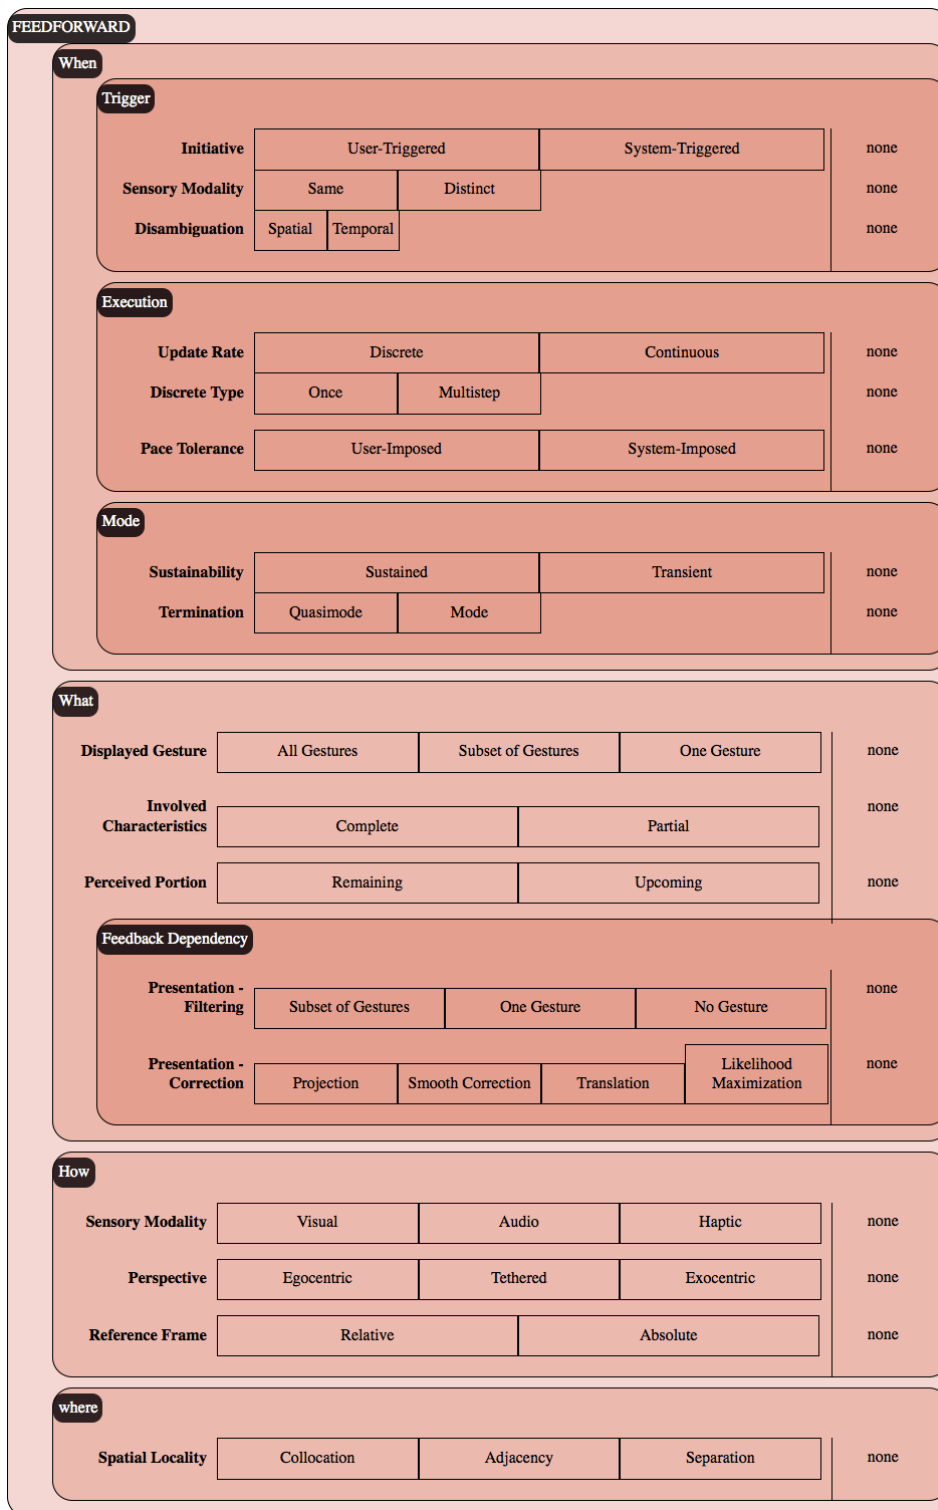 FEEDFORWARD
When
Trigger
Initiative User-Triggered System-Triggered none
Sensory Modality Same Distinct none
Disambiguation Spatial Temporal none
Execution
Update Rate Discrete Continuous none
Discrete Type Once Multistep none
Pace Tolerance User-Imposed System-Imposed none
Mode
Sustainability Sustained Transient none
Termination Quasimode Mode none
What
Displayed Gesture All Gestures Subset of Gestures One Gesture none
Involved none
Characteristics Complete Partial
Perceived Portion Remaining Upcoming none
Feedback Dependency
Presentation - none
Filtering Subset of Gestures One Gesture No Gesture
Presentation - Likelihood none
Correction Projection Smooth Correction Translation Maximization
How
Sensory Modality Visual Audio Haptic none
Perspective Egocentric Tethered Exocentric none
Reference Frame Relative Absolute none
where
Spatial Locality Collocation Adjacency Separation none